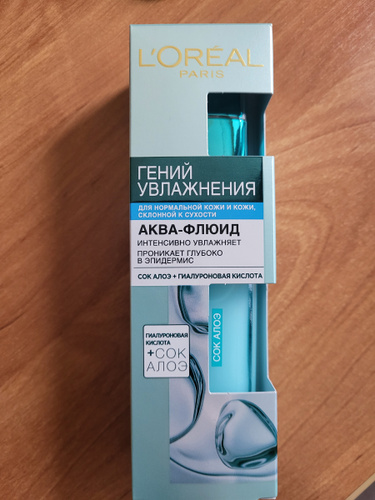 L'ORÉAL
PARIS
ГЕНИЙ
УВЛАЖНЕНИЯ
ДЛЯ НОРМАЛЬНОЙ КОЖИ И КОЖИ,
СКЛОННОЙ К СУХОСТИ
АКВА-ФЛЮИД
ИНТЕНСИВНО УВЛАЖНЯЕТ
ПРОНИКАЕТ ГЛУБОКО
В ЭПИДЕРМИС
СОК АЛОЭ + ГИАЛУРОНОВАЯ КИСЛОТА
СОК АЛОЭ
ГИАЛУРОНОВАЯ
КИСЛОТА
+СОК
АЛОЭ